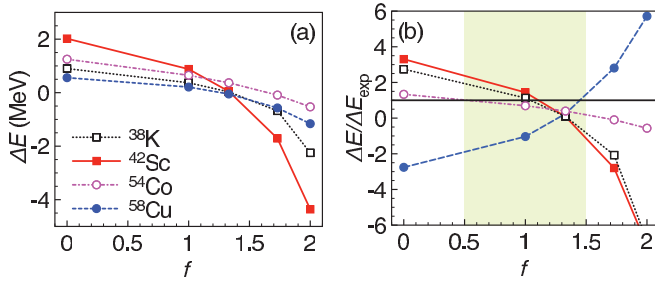 (a)
2
0
-2
-4
ΔE (MeV)
³⁸K
⁴²Sc
⁵⁴Co
⁵⁸Cu
0 0.5 1 1.5 2
f
(b)
6
4
2
0
-2
-4
-6
ΔE/ΔE_exp
0 0.5 1 1.5 2
f